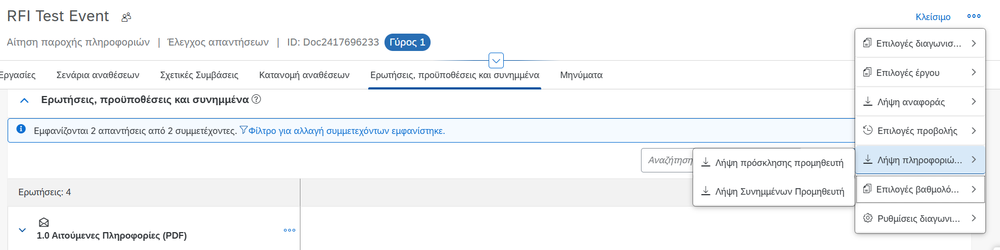 RFI Test Event
Κλείσιμο
Αίτηση παροχής πληροφοριών | Έλεγχος απαντήσεων | ID: Doc2417696233 Γύρος 1
Εργασίες Σενάρια αναθέσεων Σχετικές Συμβάσεις Κατανομή αναθέσεων Ερωτήσεις, προϋποθέσεις και συνημμένα Μηνύματα
Ερωτήσεις, προϋποθέσεις και συνημμένα
Εμφανίζονται 2 απαντήσεις από 2 συμμετέχοντες. Φίλτρο για αλλαγή συμμετεχόντων εμφανίστηκε.
Αναζήτηση
Ερωτήσεις: 4
1.0 Αιτούμενες Πληροφορίες (PDF)
Επιλογές διαγωνισ...
Επιλογές έργου
Λήψη αναφοράς
Επιλογές προβολής
Λήψη πληροφοριώ...
Επιλογές βαθμολό...
Ρυθμίσεις διαγωνι...
Λήψη πρόσκλησης προμηθευτή
Λήψη Συνημμένων Προμηθευτή